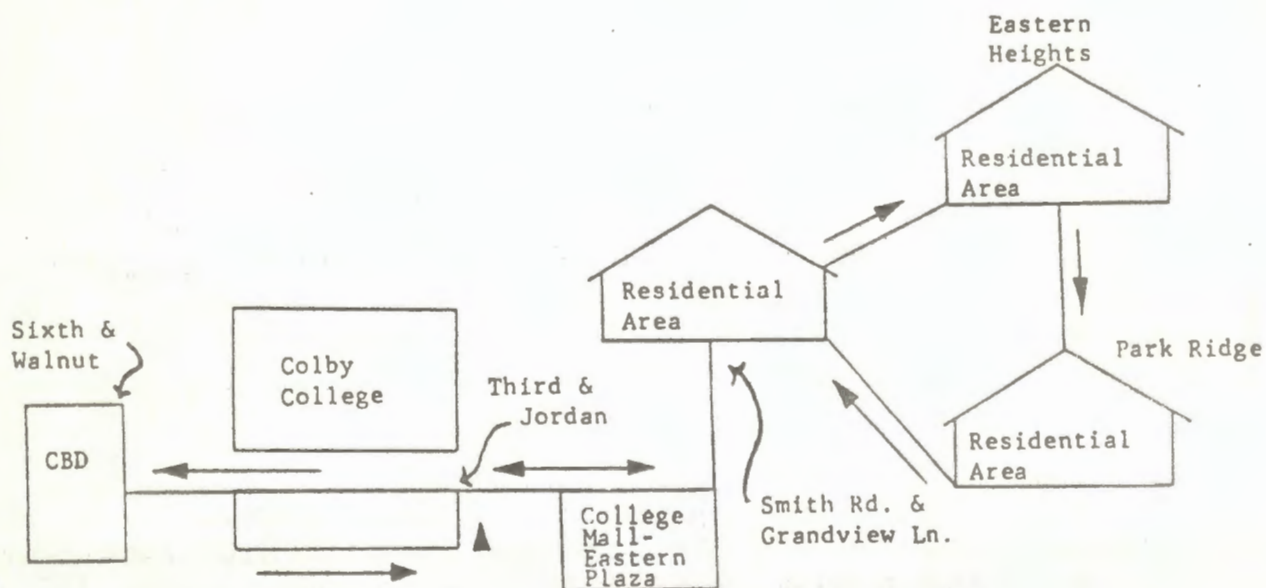 Eastern
Heights
Residential
Area
Residential
Area
Park Ridge
Sixth &
Walnut
Colby
College
Third &
Jordan
CBD
Residential
Area
Smith Rd. &
Grandview Ln.
College
Mall-
Eastern
Plaza